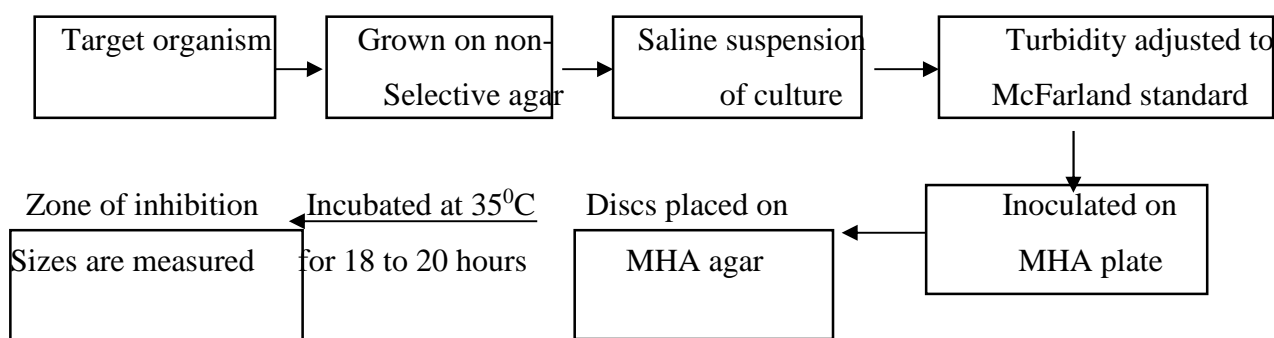 Target organism
Grown on non-
Selective agar
Saline suspension
of culture
Turbidity adjusted to
McFarland standard
Inoculated on
MHA plate
Discs placed on
MHA agar
Incubated at 35⁰C
for 18 to 20 hours
Zone of inhibition
Sizes are measured